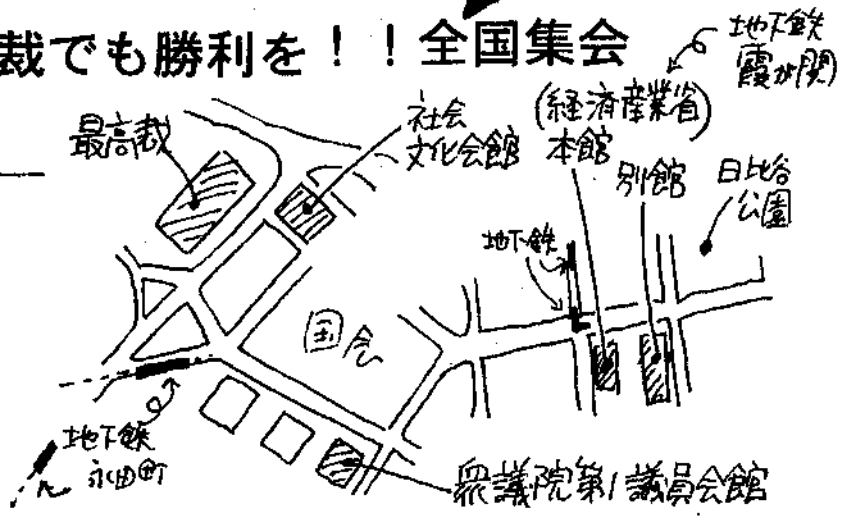 裁でも勝利を！！全国集会
地下鉄
霞が関
(経済産業省)
本館
別館
日比谷
公園
社会
文化会館
最高裁
地下鉄
国会
地下鉄
永田町
衆議院第1議員会館